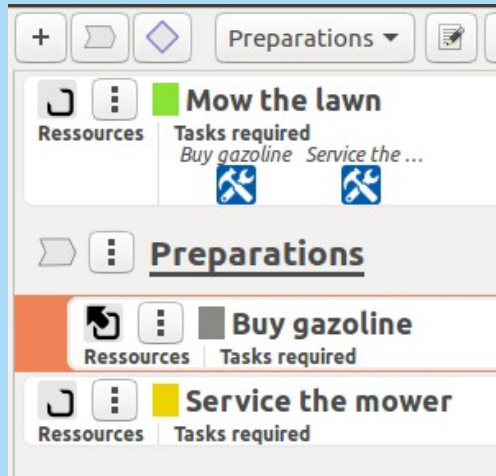 Preparations
Mow the lawn
Ressources Tasks required
Buy gazoline Service the ...
Preparations
Buy gazoline
Ressources Tasks required
Service the mower
Ressources Tasks required